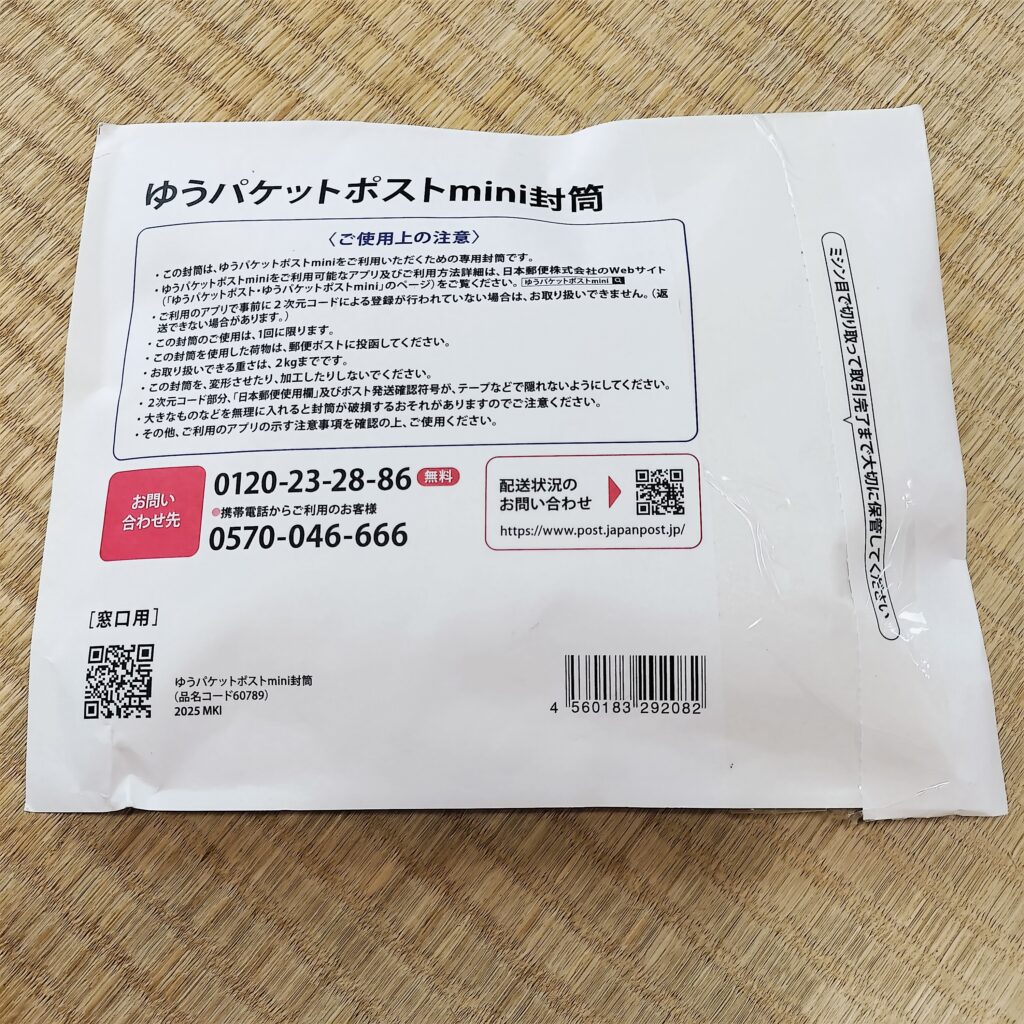 ゆうパケットポストmini封筒
〈ご使用上の注意〉
・この封筒は、ゆうパケットポストminiをご利用いただくための専用封筒です。
・ゆうパケットポストminiをご利用可能なアプリ及びご利用方法詳細は、日本郵便株式会社のWebサイト
（「ゆうパケットポスト・ゆうパケットポストmini」のページ）をご覧ください。ゆうパケットポストmini
・ご利用のアプリで事前に２次元コードによる登録が行われていない場合は、お取り扱いできません。（返
送できない場合があります。）
・この封筒のご使用は、1回に限ります。
・この封筒を使用した荷物は、郵便ポストに投函してください。
・お取り扱いできる重さは、2kgまでです。
・この封筒を、変形させたり、加工したりしないでください。
・２次元コード部分、「日本郵便使用欄」及びポスト発送確認符号が、テープなどで隠れないようにしてください。
・大きなものなどを無理に入れると封筒が破損するおそれがありますのでご注意ください。
・その他、ご利用のアプリの示す注意事項を確認の上、ご使用ください。
お問い
合わせ先
0120-23-28-86 無料
●携帯電話からご利用のお客様
0570-046-666
配送状況の
お問い合わせ
https://www.post.japanpost.jp/
［窓口用］
ゆうパケットポストmini封筒
（品名コード60789）
2025 MKI
4 560183 292082
ミシン目で切り取って取引完了まで大切に保管してください